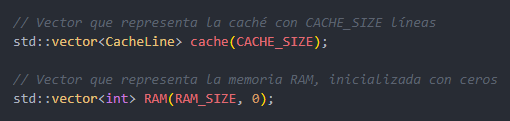 // Vector que representa la caché con CACHE_SIZE líneas
std::vector<CacheLine> cache(CACHE_SIZE);
// Vector que representa la memoria RAM, inicializada con ceros
std::vector<int> RAM(RAM_SIZE, 0);